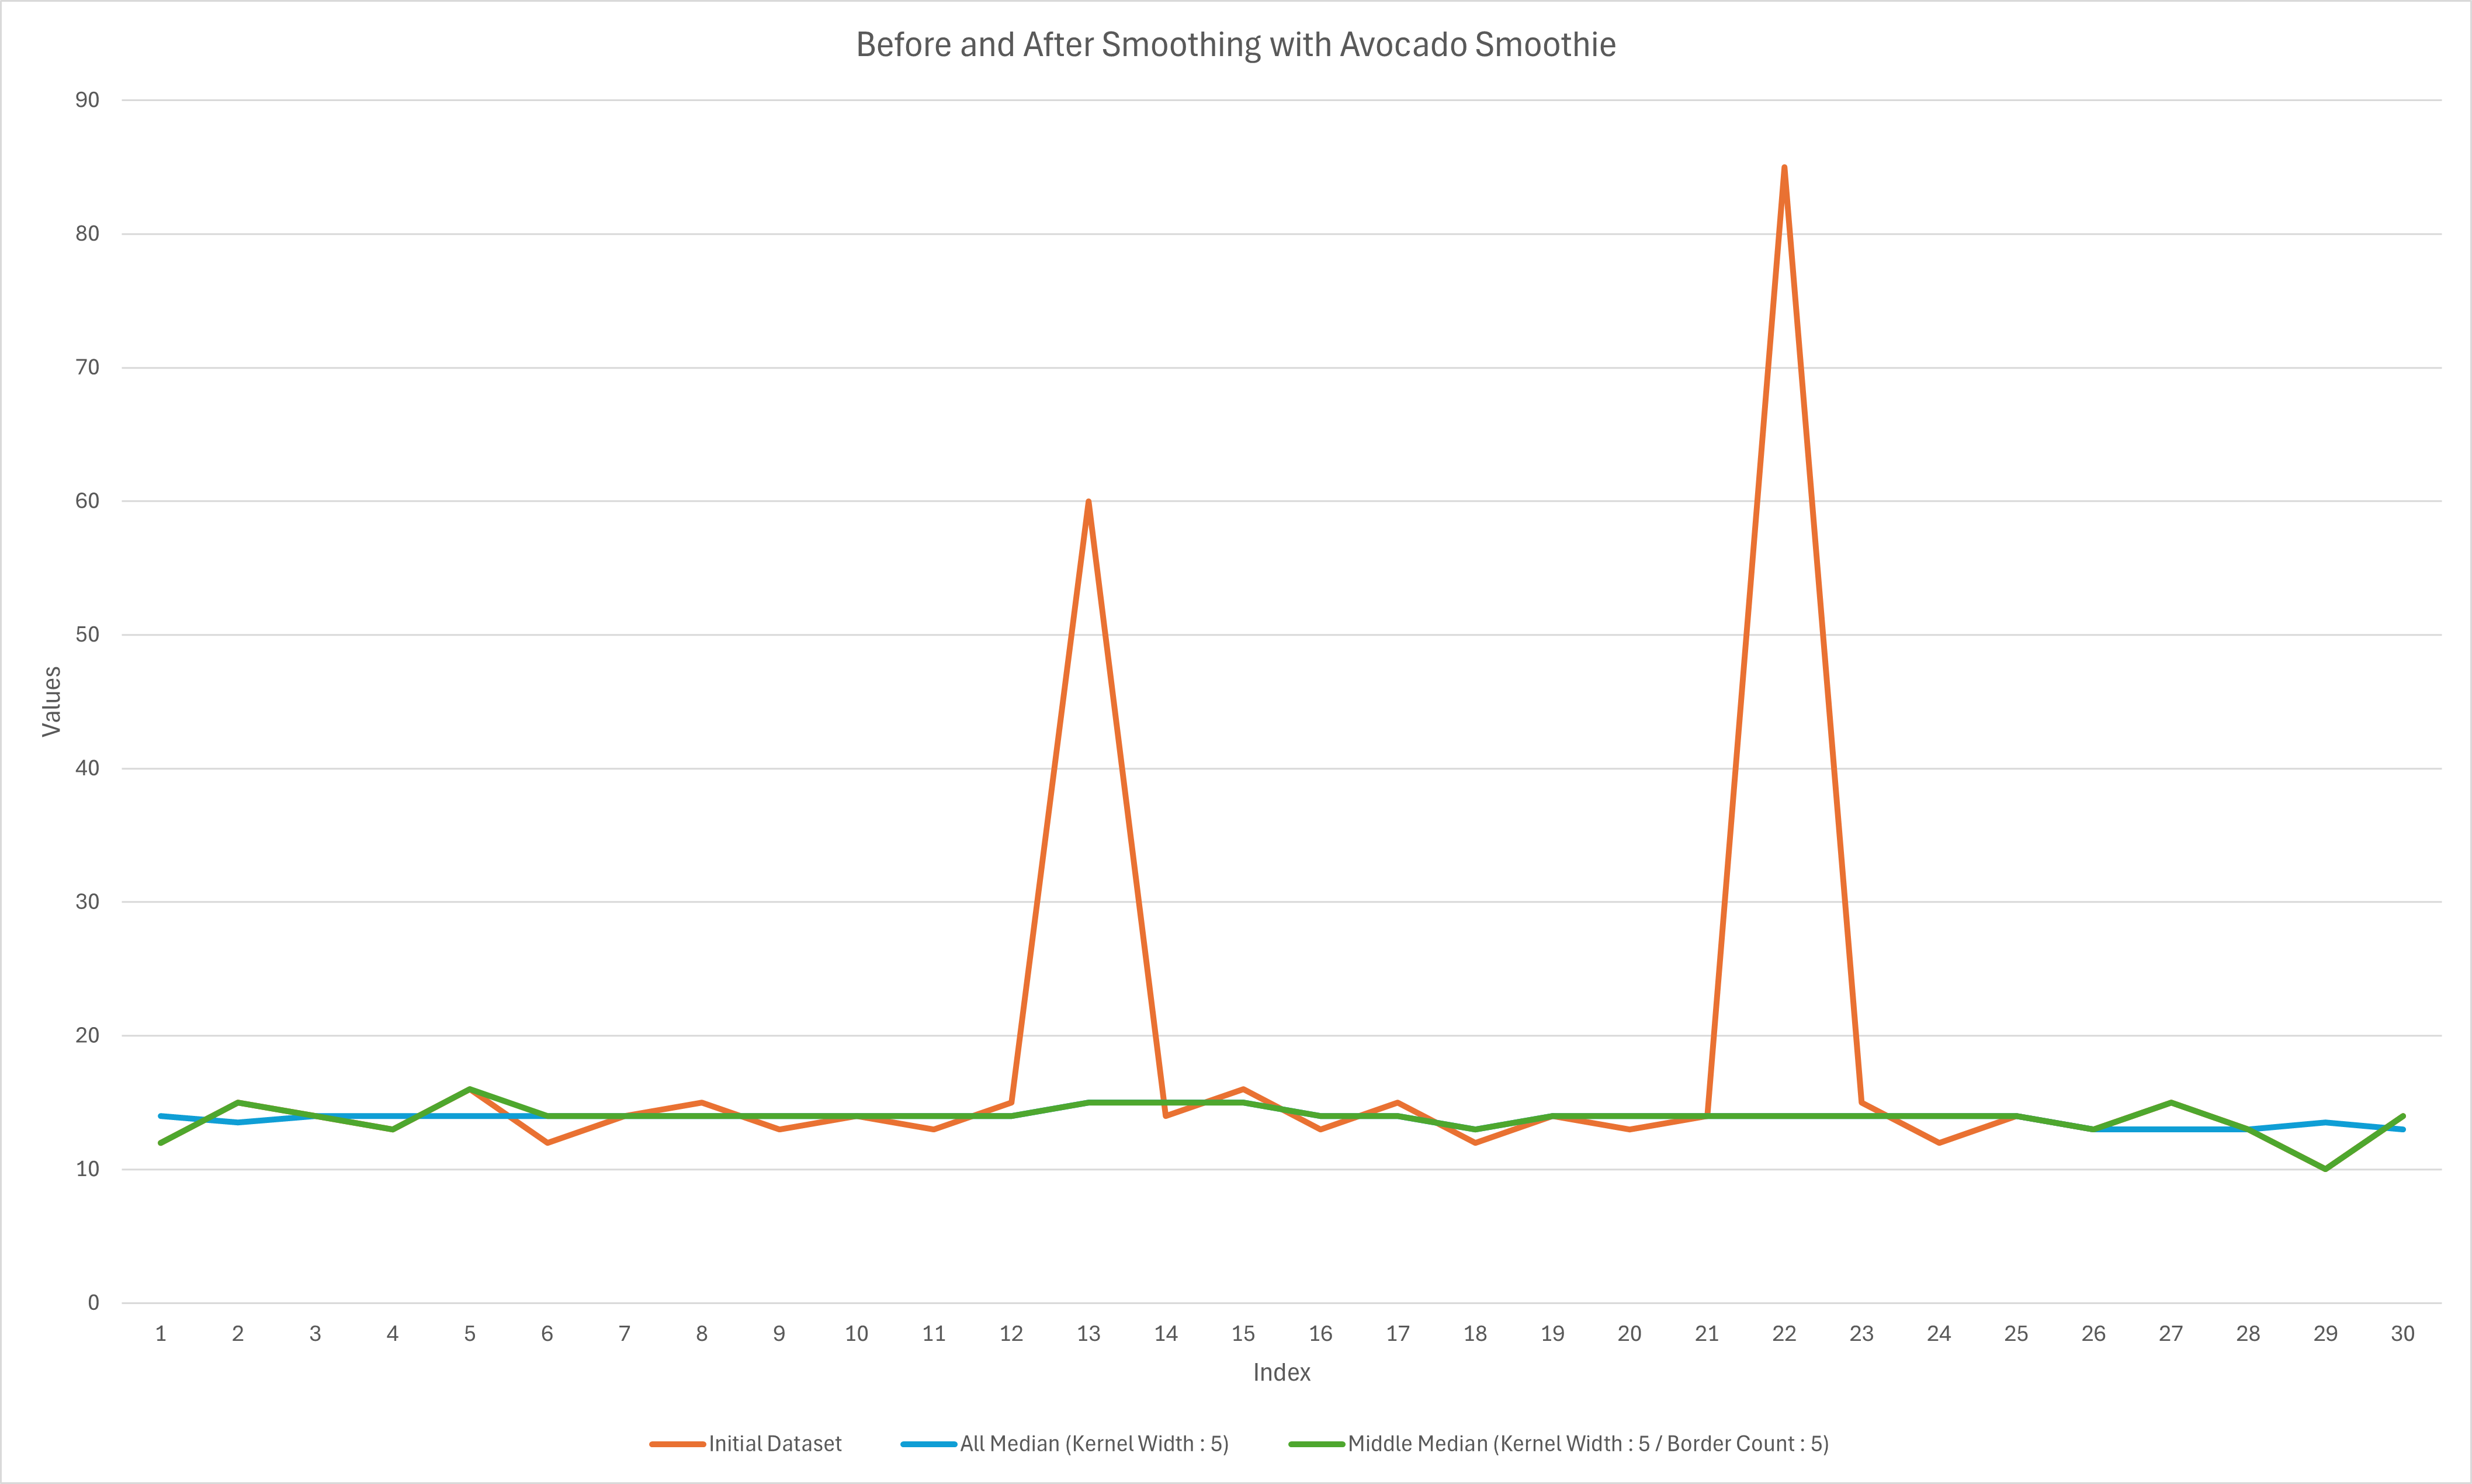 Before and After Smoothing with Avocado Smoothie
90
80
70
60
50
40
30
20
10
0
Values
1 2 3 4 5 6 7 8 9 10 11 12 13 14 15 16 17 18 19 20 21 22 23 24 25 26 27 28 29 30
Index
Initial Dataset All Median (Kernel Width : 5) Middle Median (Kernel Width : 5 / Border Count : 5)